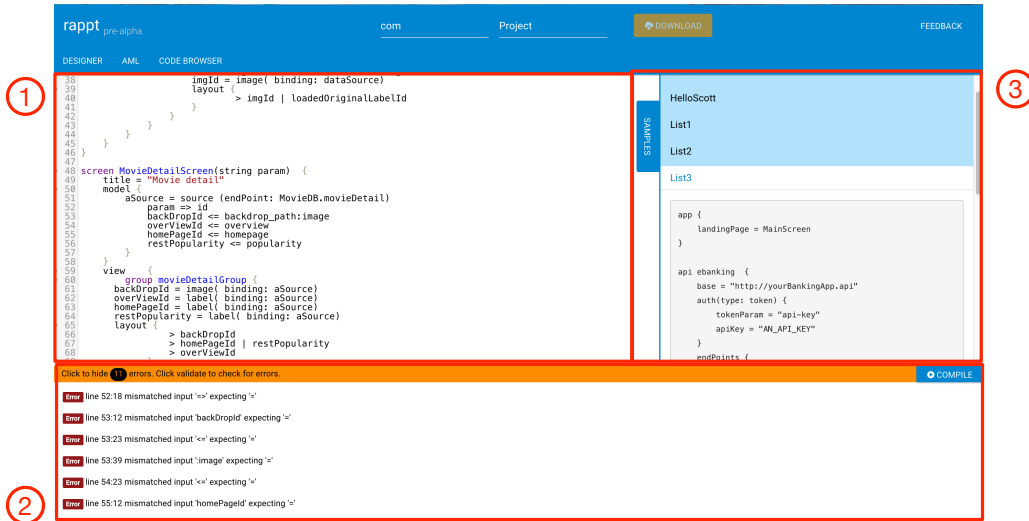 rappt pre-alpha
com
Project
DOWNLOAD
FEEDBACK
DESIGNER AML CODE BROWSER
1
38 imgId = image( binding: dataSource)
39 layout {
40 > imgId | loadedOriginalLabelId
41 }
42 }
43 }
44 }
45 }
46 }
47
48 screen MovieDetailScreen(string param) {
49 title = "Movie detail"
50 model {
51 aSource = source (endPoint: MovieDB.movieDetail)
52 param => id
53 backDropId <= backdrop_path:image
54 overViewId <= overview
55 homePageId <= homepage
56 restPopularity <= popularity
57 }
58 }
59 view {
60 group movieDetailGroup {
61 backDropId = image( binding: aSource)
62 overViewId = label( binding: aSource)
63 homePageId = label( binding: aSource)
64 restPopularity = label( binding: aSource)
65 layout {
66 > backDropId
67 > homePageId | restPopularity
68 > overViewId
SAMPLES
3
HelloScott
List1
List2
List3
app {
landingPage = MainScreen
}
api ebanking {
base = "http://yourBankingApp.api"
auth(type: token) {
tokenParam = "api-key"
apiKey = "AN_API_KEY"
}
endPoints {
Click to hide 11 errors. Click validate to check for errors.
COMPILE
Error line 52:18 mismatched input '=>' expecting '='
Error line 53:12 mismatched input 'backDropId' expecting '='
Error line 53:23 mismatched input '<=' expecting '='
Error line 53:39 mismatched input ':image' expecting '='
Error line 54:23 mismatched input '<=' expecting '='
Error line 55:12 mismatched input 'homePageId' expecting '='
2